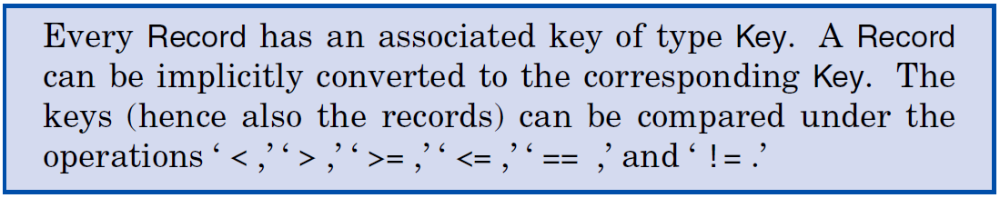 Every Record has an associated key of type Key. A Record
can be implicitly converted to the corresponding Key. The
keys (hence also the records) can be compared under the
operations ‘ < ,’ ‘ > ,’ ‘ >= ,’ ‘ <= ,’ ‘ == ,’ and ‘ != .’